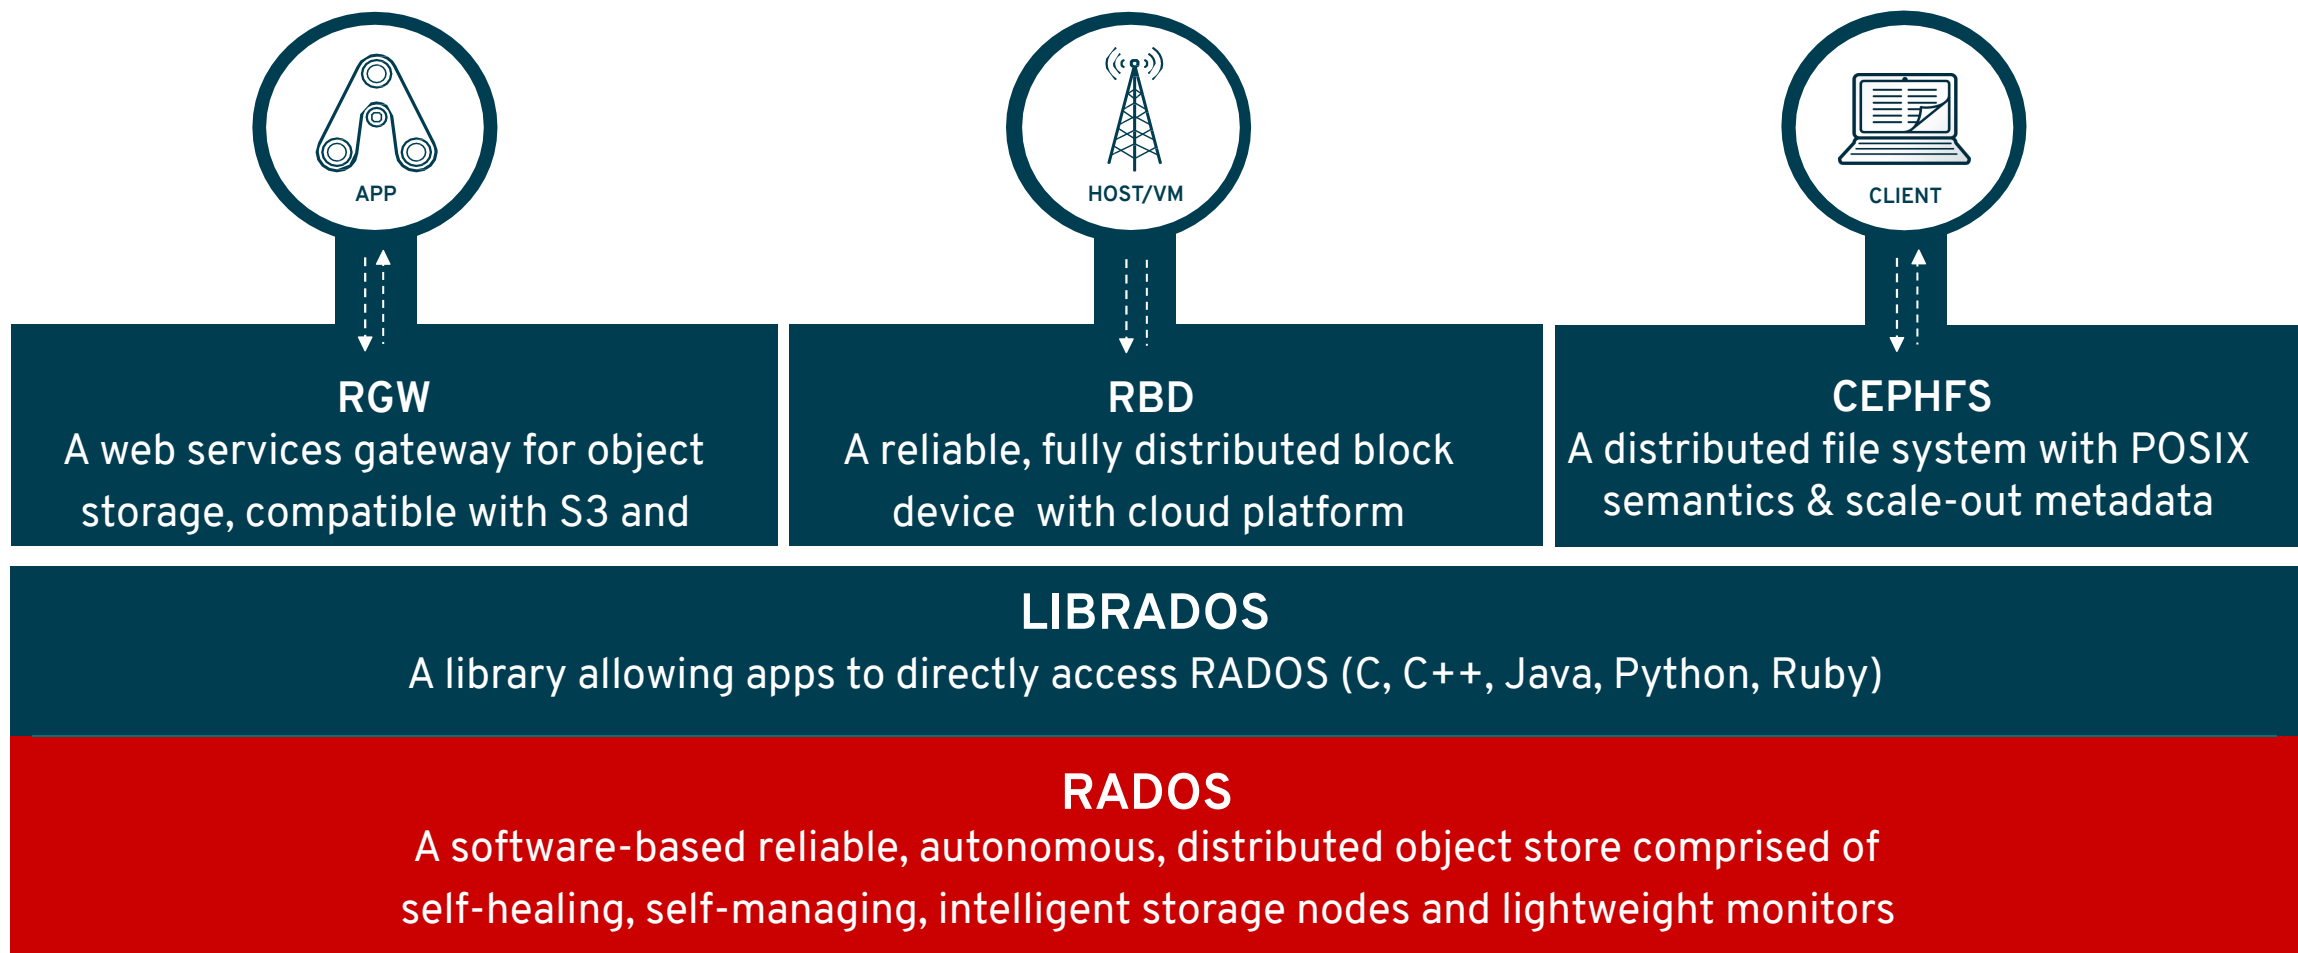 APP
HOST/VM
CLIENT
RGW
A web services gateway for object
storage, compatible with S3 and
RBD
A reliable, fully distributed block
device with cloud platform
CEPHFS
A distributed file system with POSIX
semantics & scale-out metadata
LIBRADOS
A library allowing apps to directly access RADOS (C, C++, Java, Python, Ruby)
RADOS
A software-based reliable, autonomous, distributed object store comprised of
self-healing, self-managing, intelligent storage nodes and lightweight monitors